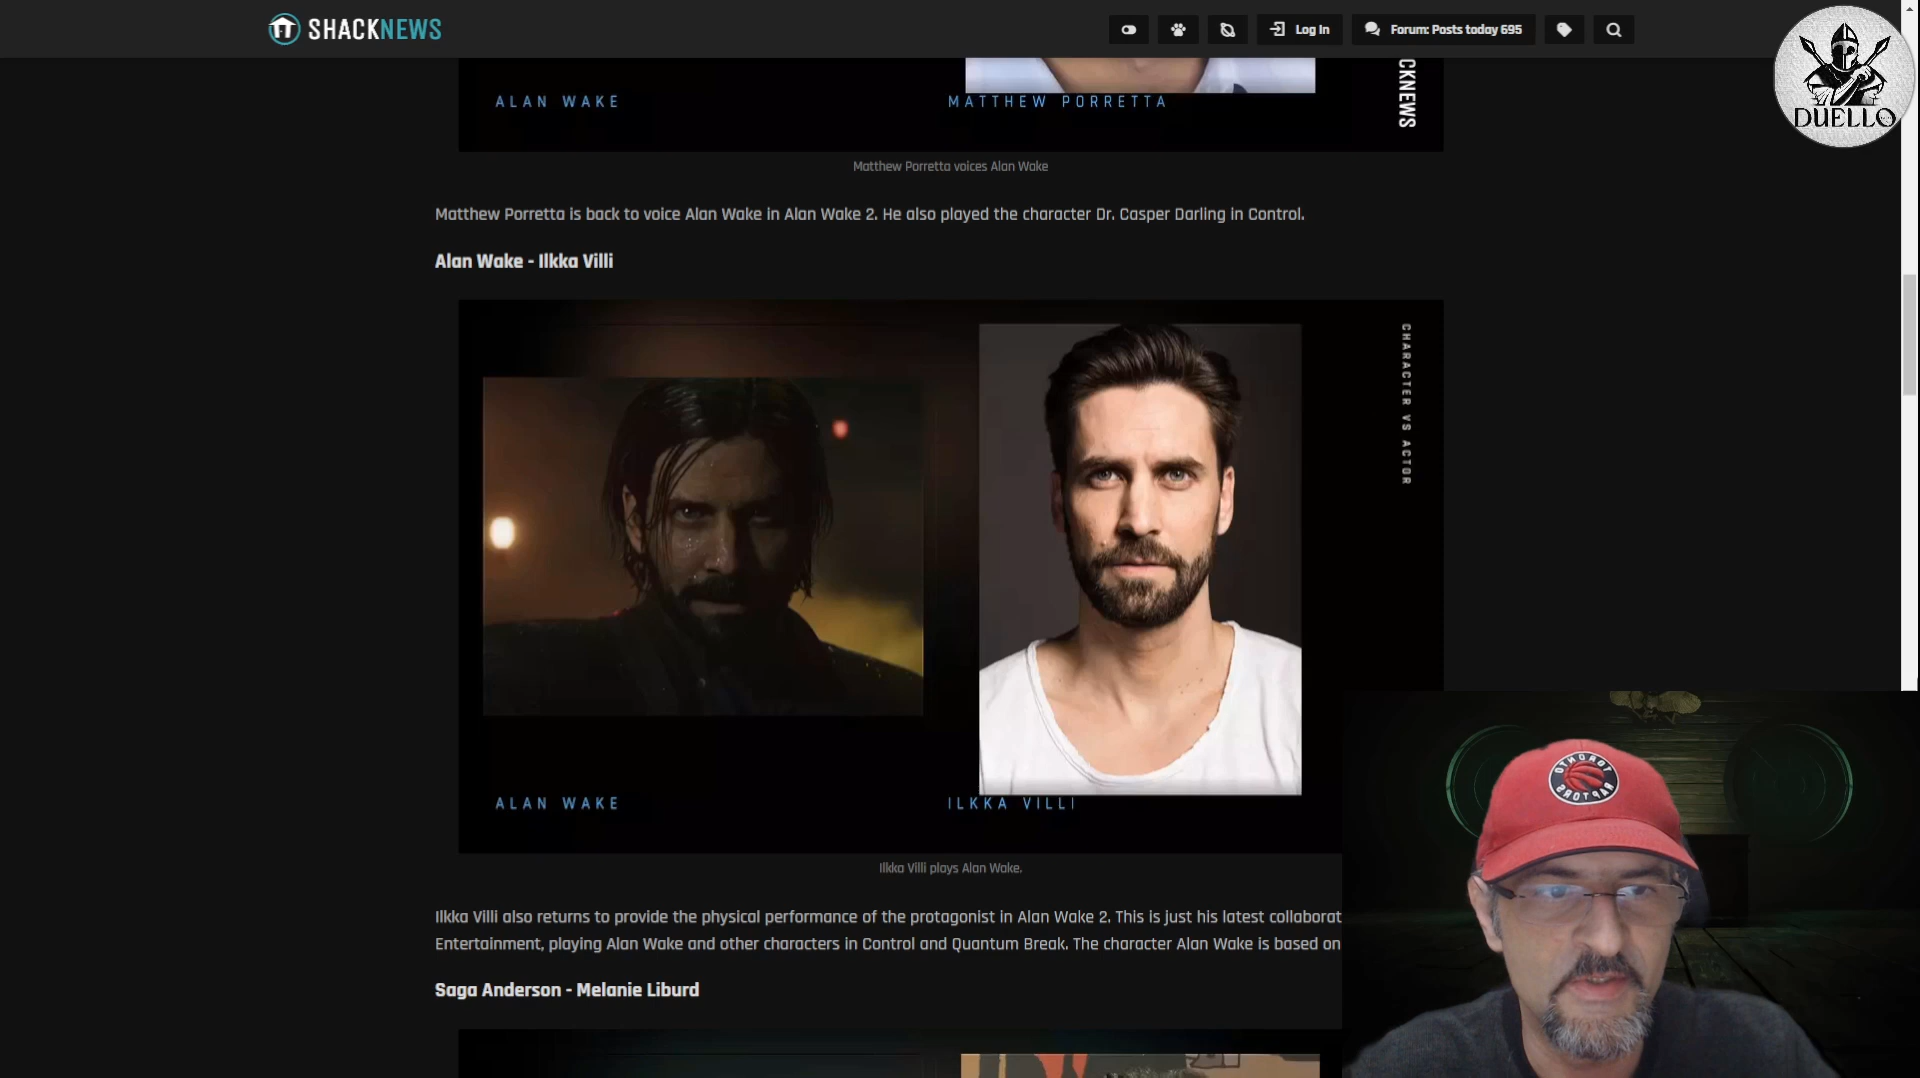 SHACKNEWS
Log In
Forum: Posts today 695
DUELLO
ALAN WAKE
MATTHEW PORRETTA
CKNEWS
Matthew Porretta voices Alan Wake
Matthew Porretta is back to voice Alan Wake in Alan Wake 2. He also played the character Dr. Casper Darling in Control.
Alan Wake - Ilkka Villi
CHARACTER VS ACTOR
ALAN WAKE
ILKKA VILLI
Ilkka Villi plays Alan Wake.
Ilkka Villi also returns to provide the physical performance of the protagonist in Alan Wake 2. This is just his latest collaborat
Entertainment, playing Alan Wake and other characters in Control and Quantum Break. The character Alan Wake is based on
TORONTO
RAPTORS
Saga Anderson - Melanie Liburd